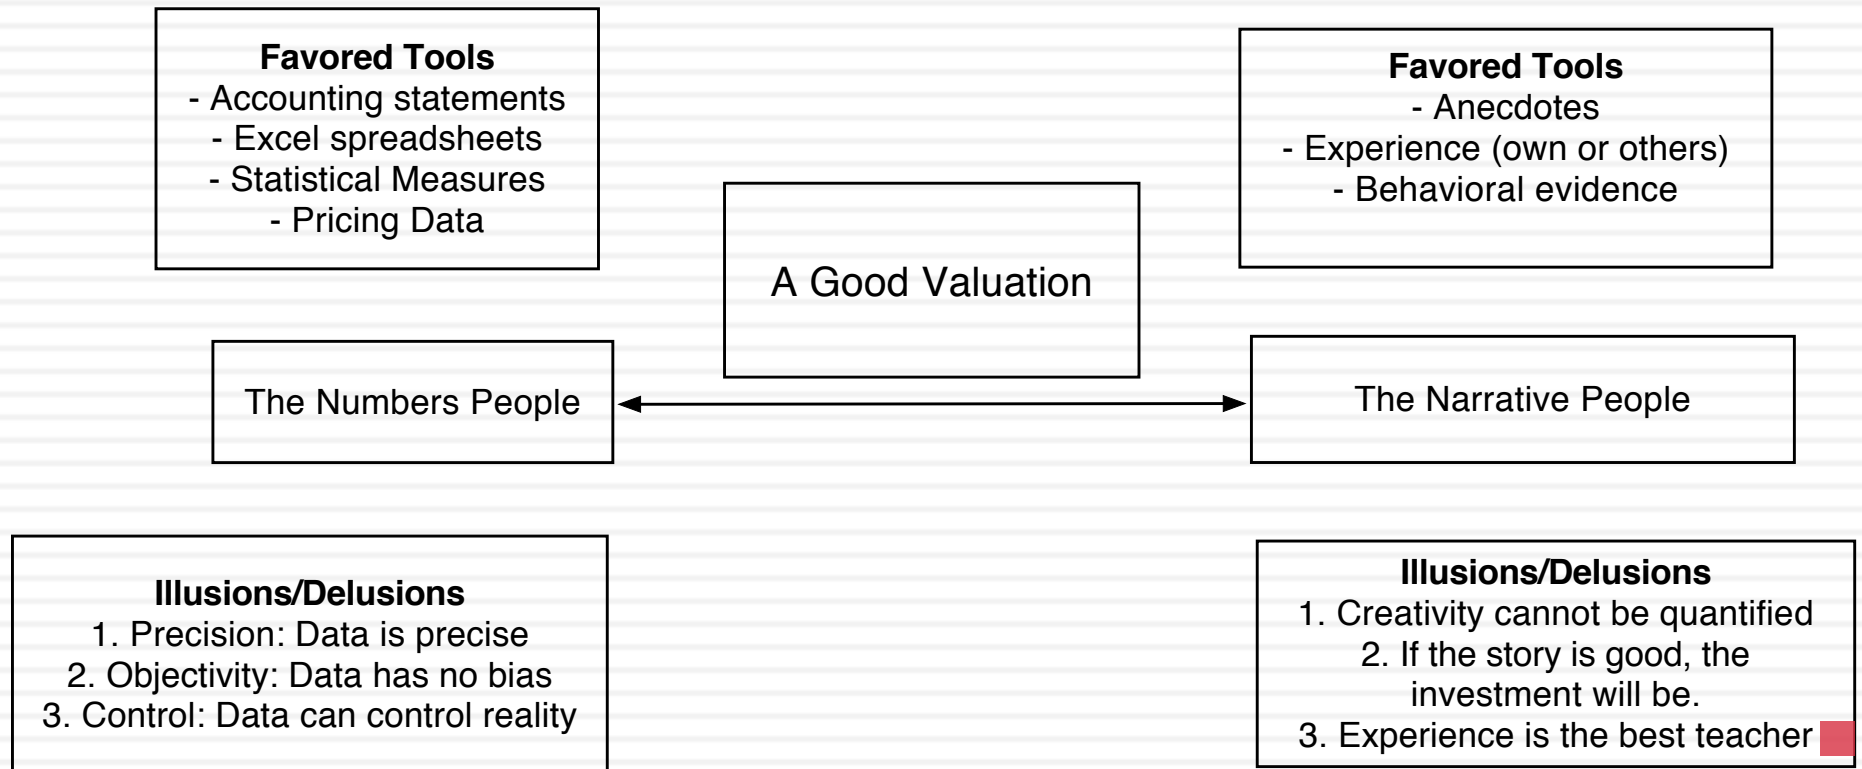 Favored Tools
- Accounting statements
- Excel spreadsheets
- Statistical Measures
- Pricing Data
Favored Tools
- Anecdotes
- Experience (own or others)
- Behavioral evidence
A Good Valuation
The Numbers People
The Narrative People
Illusions/Delusions
1. Precision: Data is precise
2. Objectivity: Data has no bias
3. Control: Data can control reality
Illusions/Delusions
1. Creativity cannot be quantified
2. If the story is good, the
investment will be.
3. Experience is the best teacher